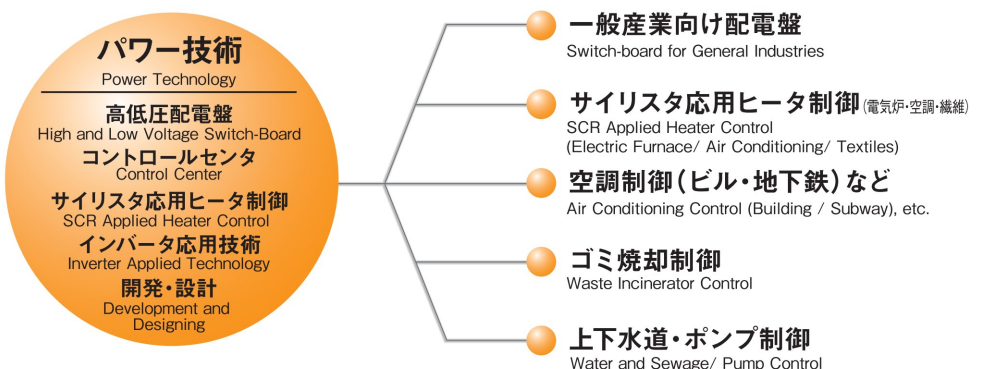 パワー技術
Power Technology
高低圧配電盤
High and Low Voltage Switch-Board
コントロールセンタ
Control Center
サイリスタ応用ヒータ制御
SCR Applied Heater Control
インバータ応用技術
Inverter Applied Technology
開発・設計
Development and
Designing
一般産業向け配電盤
Switch-board for General Industries
サイリスタ応用ヒータ制御(電気炉・空調・繊維)
SCR Applied Heater Control
(Electric Furnace/ Air Conditioning/ Textiles)
空調制御(ビル・地下鉄)など
Air Conditioning Control (Building / Subway), etc.
ゴミ焼却制御
Waste Incinerator Control
上下水道・ポンプ制御
Water and Sewage/ Pump Control